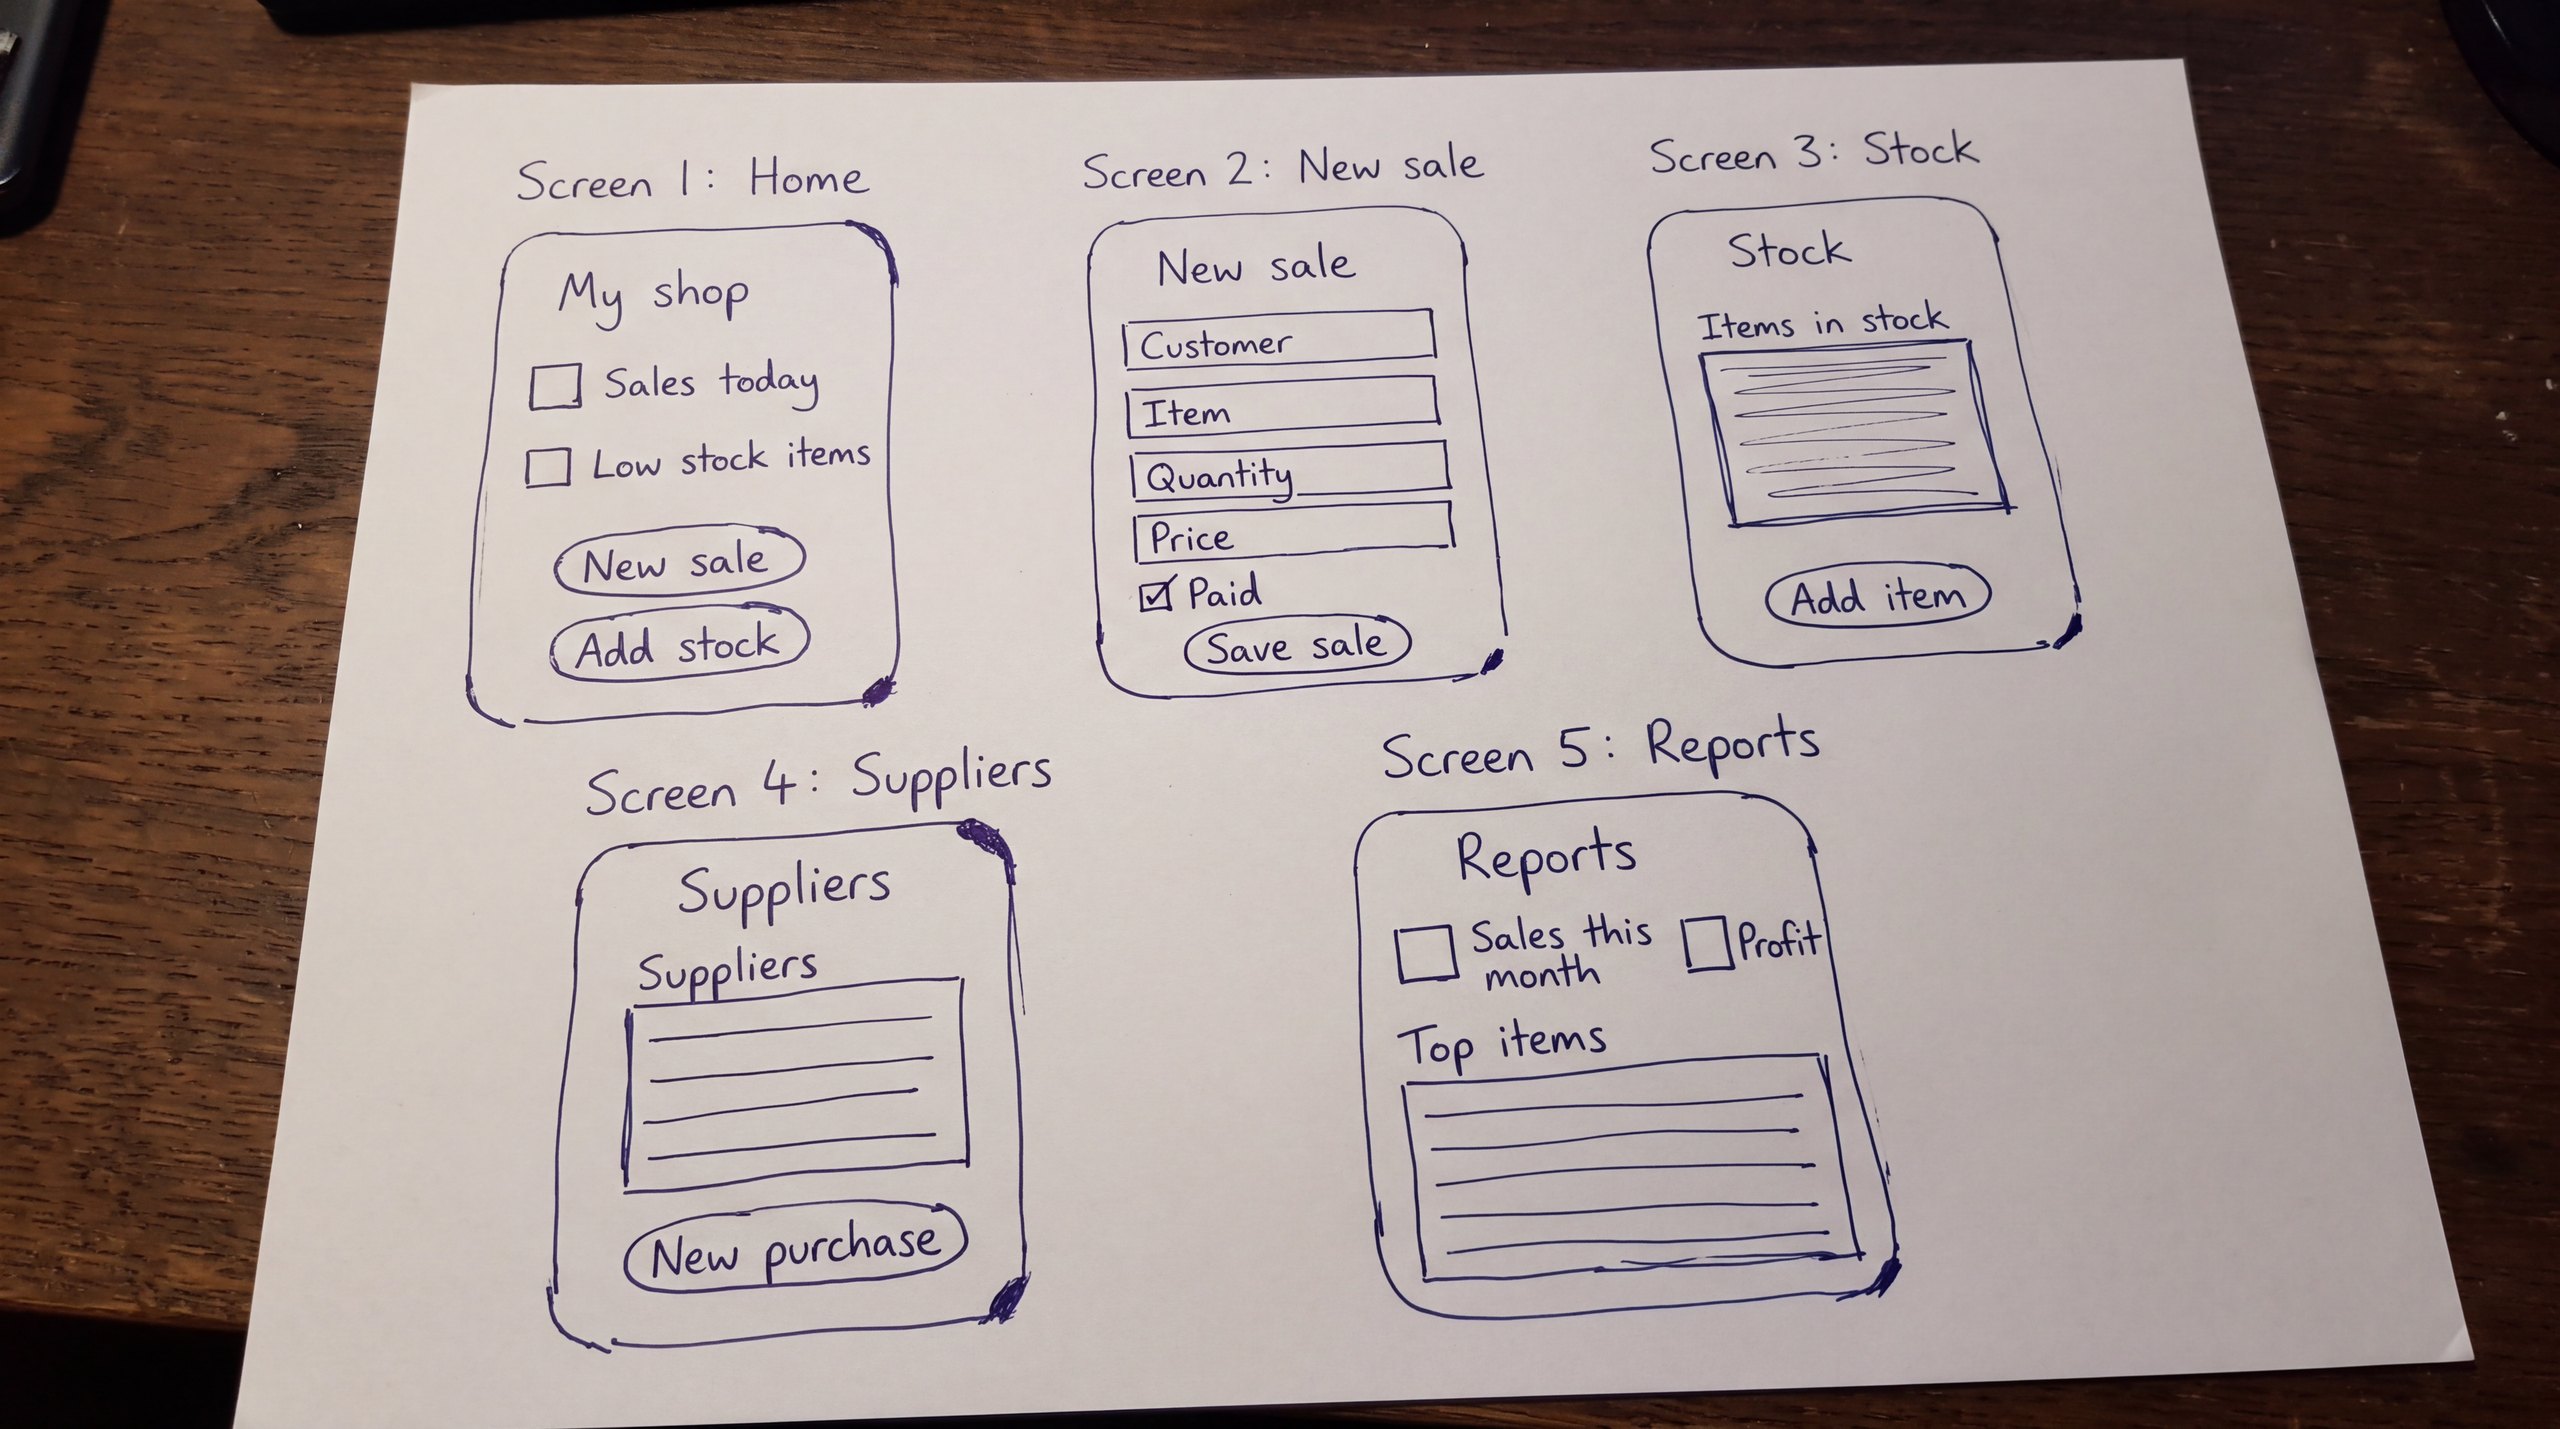 Screen 1: Home
My shop
Sales today
Low stock items
New sale
Add stock
Screen 2: New sale
New sale
Customer
Item
Quantity
Price
Paid
Save sale
Screen 3: Stock
Stock
Items in stock
Add item
Screen 4: Suppliers
Suppliers
Suppliers
New purchase
Screen 5: Reports
Reports
Sales this
month
Profit
Top items